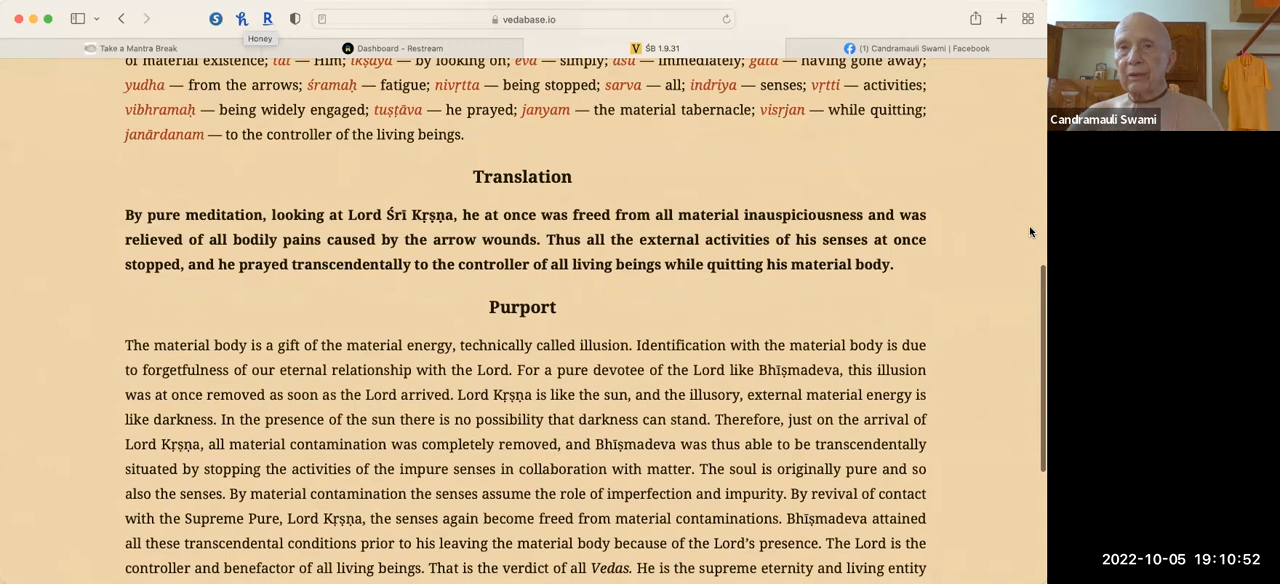 vedabase.io
Honey
Take a Mantra Break
Dashboard - Restream
ŚB 1.9.31
(1) Candramauli Swami | Facebook
of material existence; tat — Him; īkṣayā — by looking on; eva — simply; āśu — immediately; gata — having gone away;
yudha — from the arrows; śramaḥ — fatigue; nivṛtta — being stopped; sarva — all; indriya — senses; vṛtti — activities;
vibhramaḥ — being widely engaged; tuṣṭāva — he prayed; janyam — the material tabernacle; visṛjan — while quitting;
janārdanam — to the controller of the living beings.
Translation
By pure meditation, looking at Lord Śrī Kṛṣṇa, he at once was freed from all material inauspiciousness and was
relieved of all bodily pains caused by the arrow wounds. Thus all the external activities of his senses at once
stopped, and he prayed transcendentally to the controller of all living beings while quitting his material body.
Purport
The material body is a gift of the material energy, technically called illusion. Identification with the material body is due
to forgetfulness of our eternal relationship with the Lord. For a pure devotee of the Lord like Bhīṣmadeva, this illusion
was at once removed as soon as the Lord arrived. Lord Kṛṣṇa is like the sun, and the illusory, external material energy is
like darkness. In the presence of the sun there is no possibility that darkness can stand. Therefore, just on the arrival of
Lord Kṛṣṇa, all material contamination was completely removed, and Bhīṣmadeva was thus able to be transcendentally
situated by stopping the activities of the impure senses in collaboration with matter. The soul is originally pure and so
also the senses. By material contamination the senses assume the role of imperfection and impurity. By revival of contact
with the Supreme Pure, Lord Kṛṣṇa, the senses again become freed from material contaminations. Bhīṣmadeva attained
all these transcendental conditions prior to his leaving the material body because of the Lord's presence. The Lord is the
controller and benefactor of all living beings. That is the verdict of all Vedas. He is the supreme eternity and living entity
Candramauli Swami
2022-10-05 19:10:52